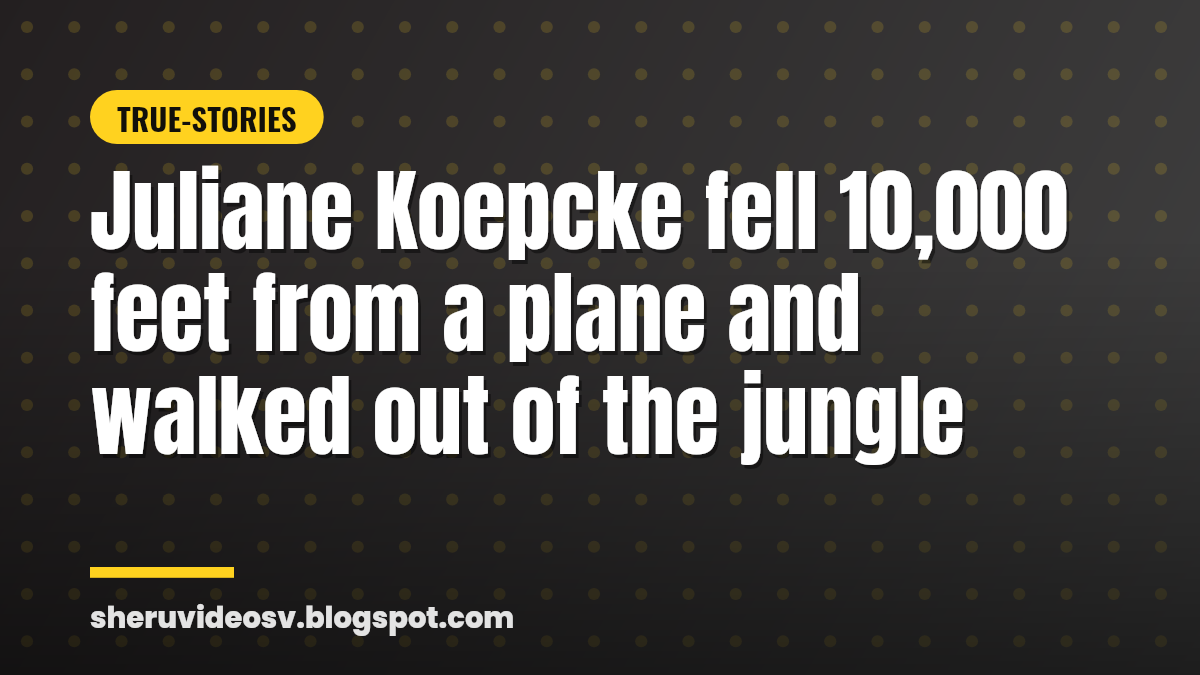 TRUE-STORIES
Juliane Koepcke fell 10,000
feet from a plane and
walked out of the jungle
sheruvideosv.blogspot.com